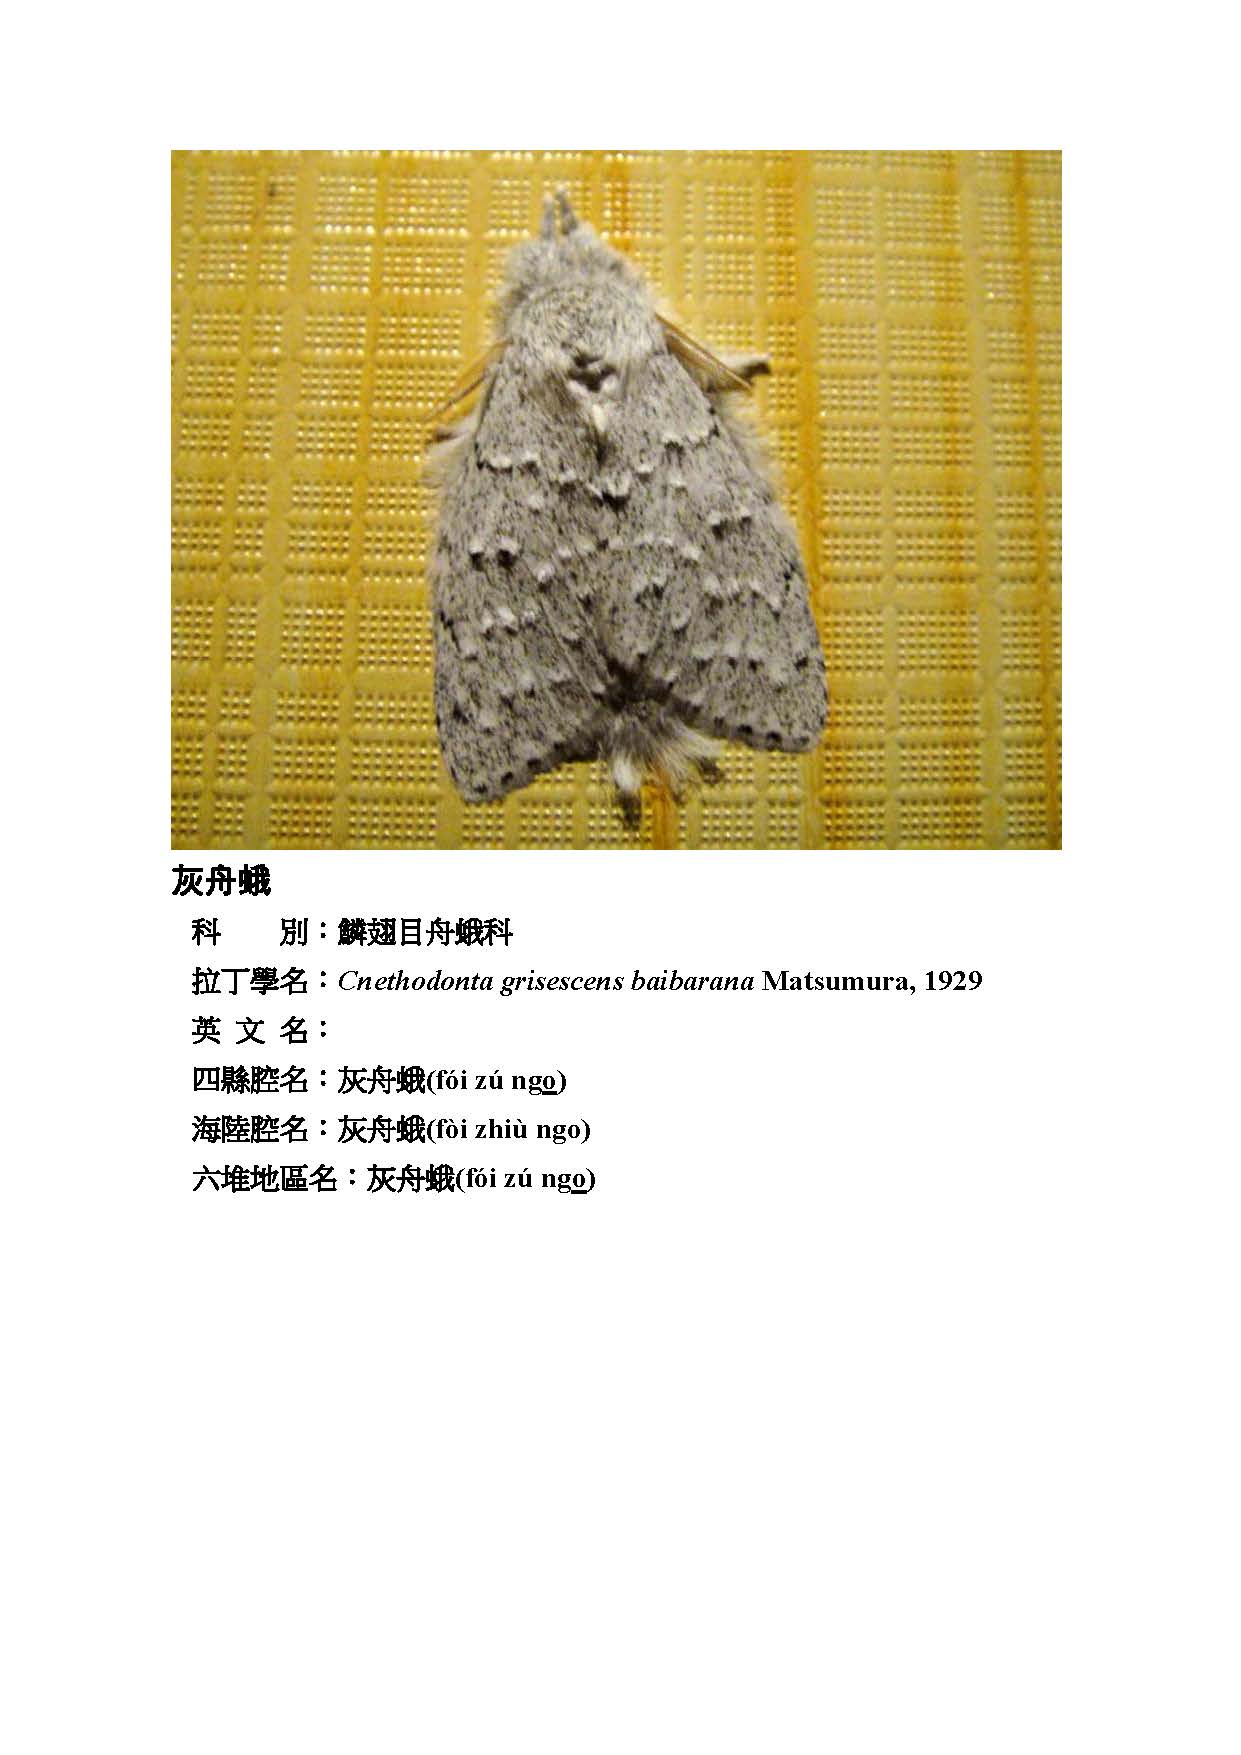 灰舟蛾
科　　別：鱗翅目舟蛾科
拉丁學名：Cnethodonta grisescens baibarana Matsumura, 1929
英 文 名：
四縣腔名：灰舟蛾(fói zú ngo)
海陸腔名：灰舟蛾(fòi zhiù ngo)
六堆地區名：灰舟蛾(fói zú ngo)